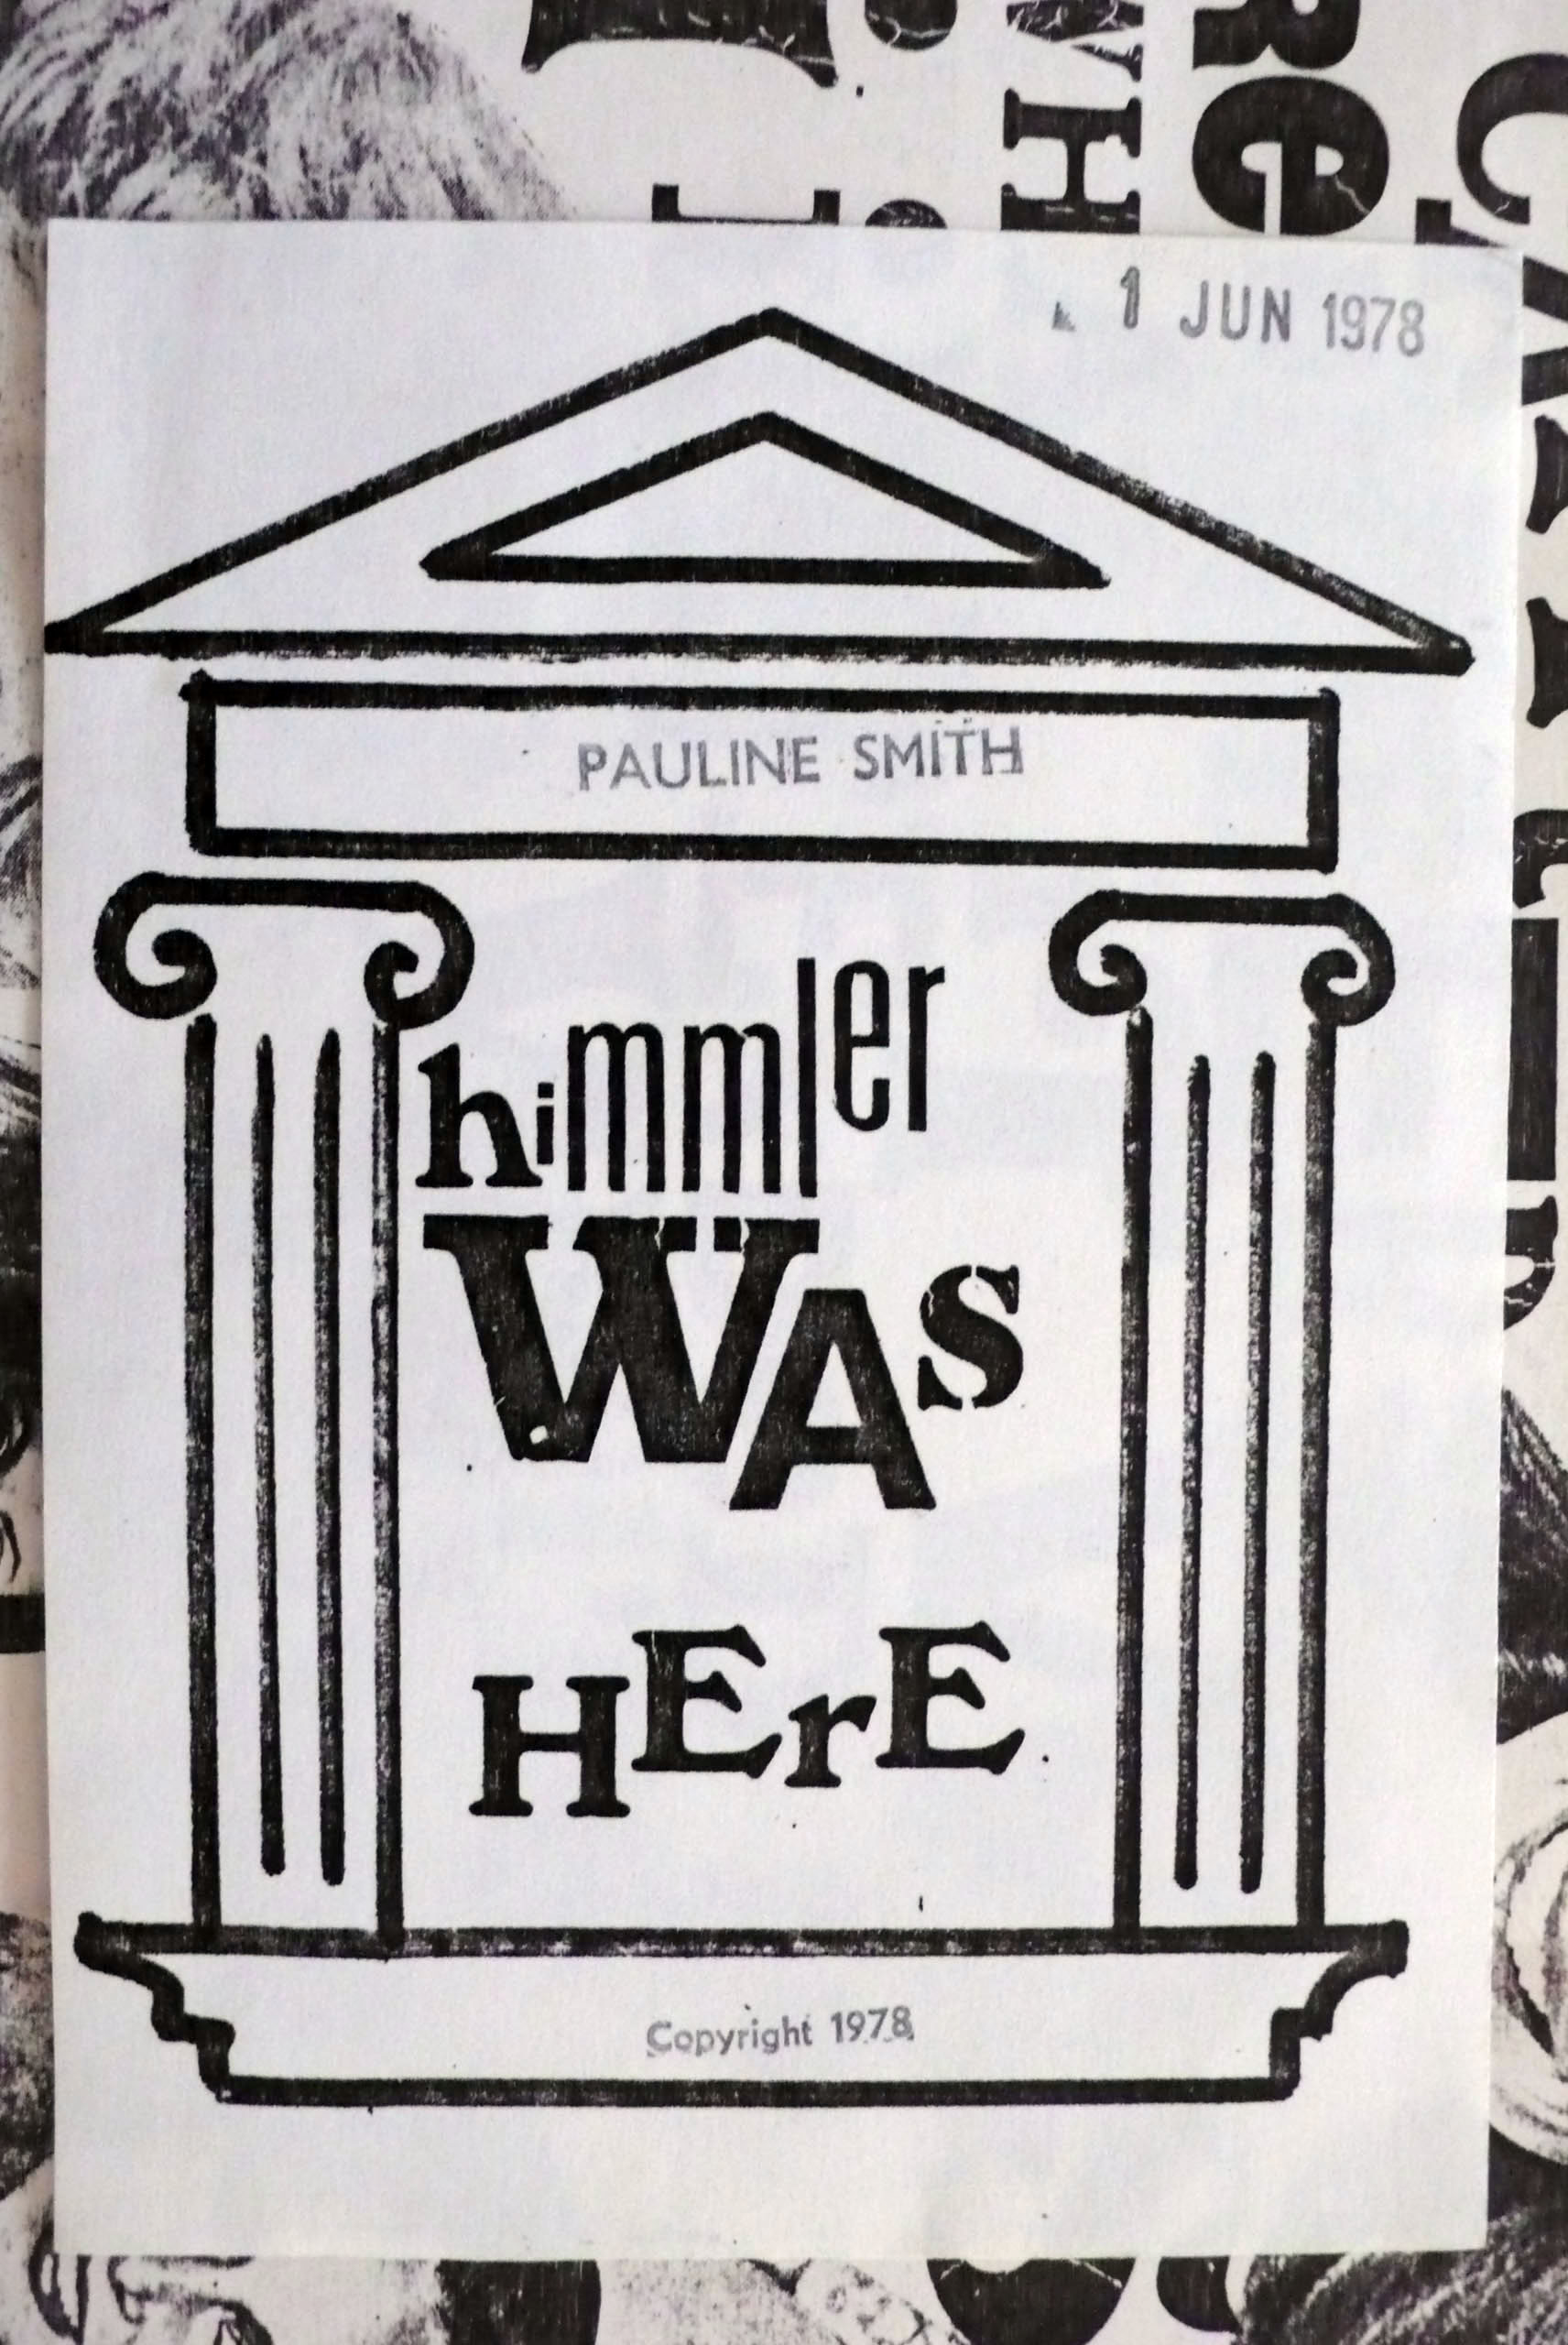 1 JUN 1978
PAULINE SMITH
himmler
WAS
HErE
Copyright 1978